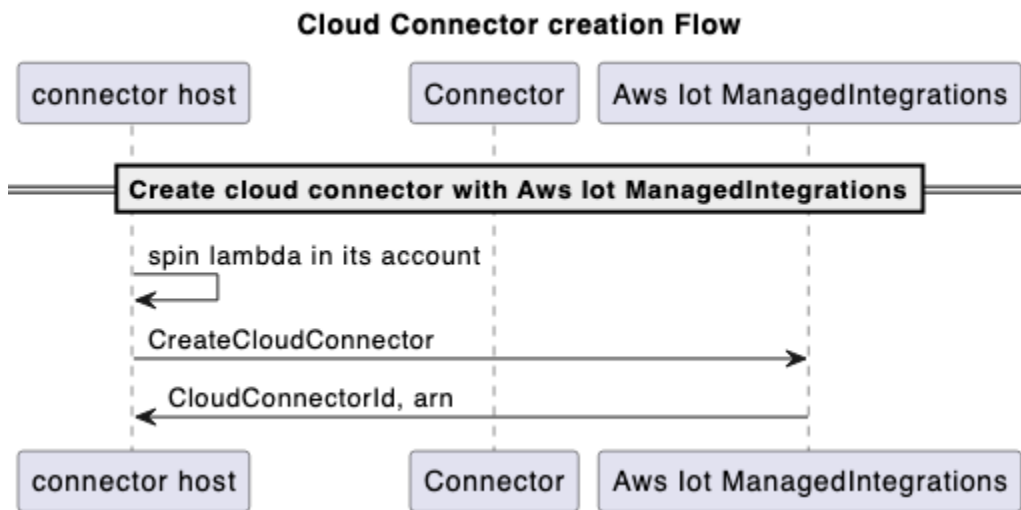 Cloud Connector creation Flow
connector host
Connector
Aws Iot ManagedIntegrations
Create cloud connector with Aws Iot ManagedIntegrations
spin lambda in its account
CreateCloudConnector
CloudConnectorId, arn
connector host
Connector
Aws Iot ManagedIntegrations